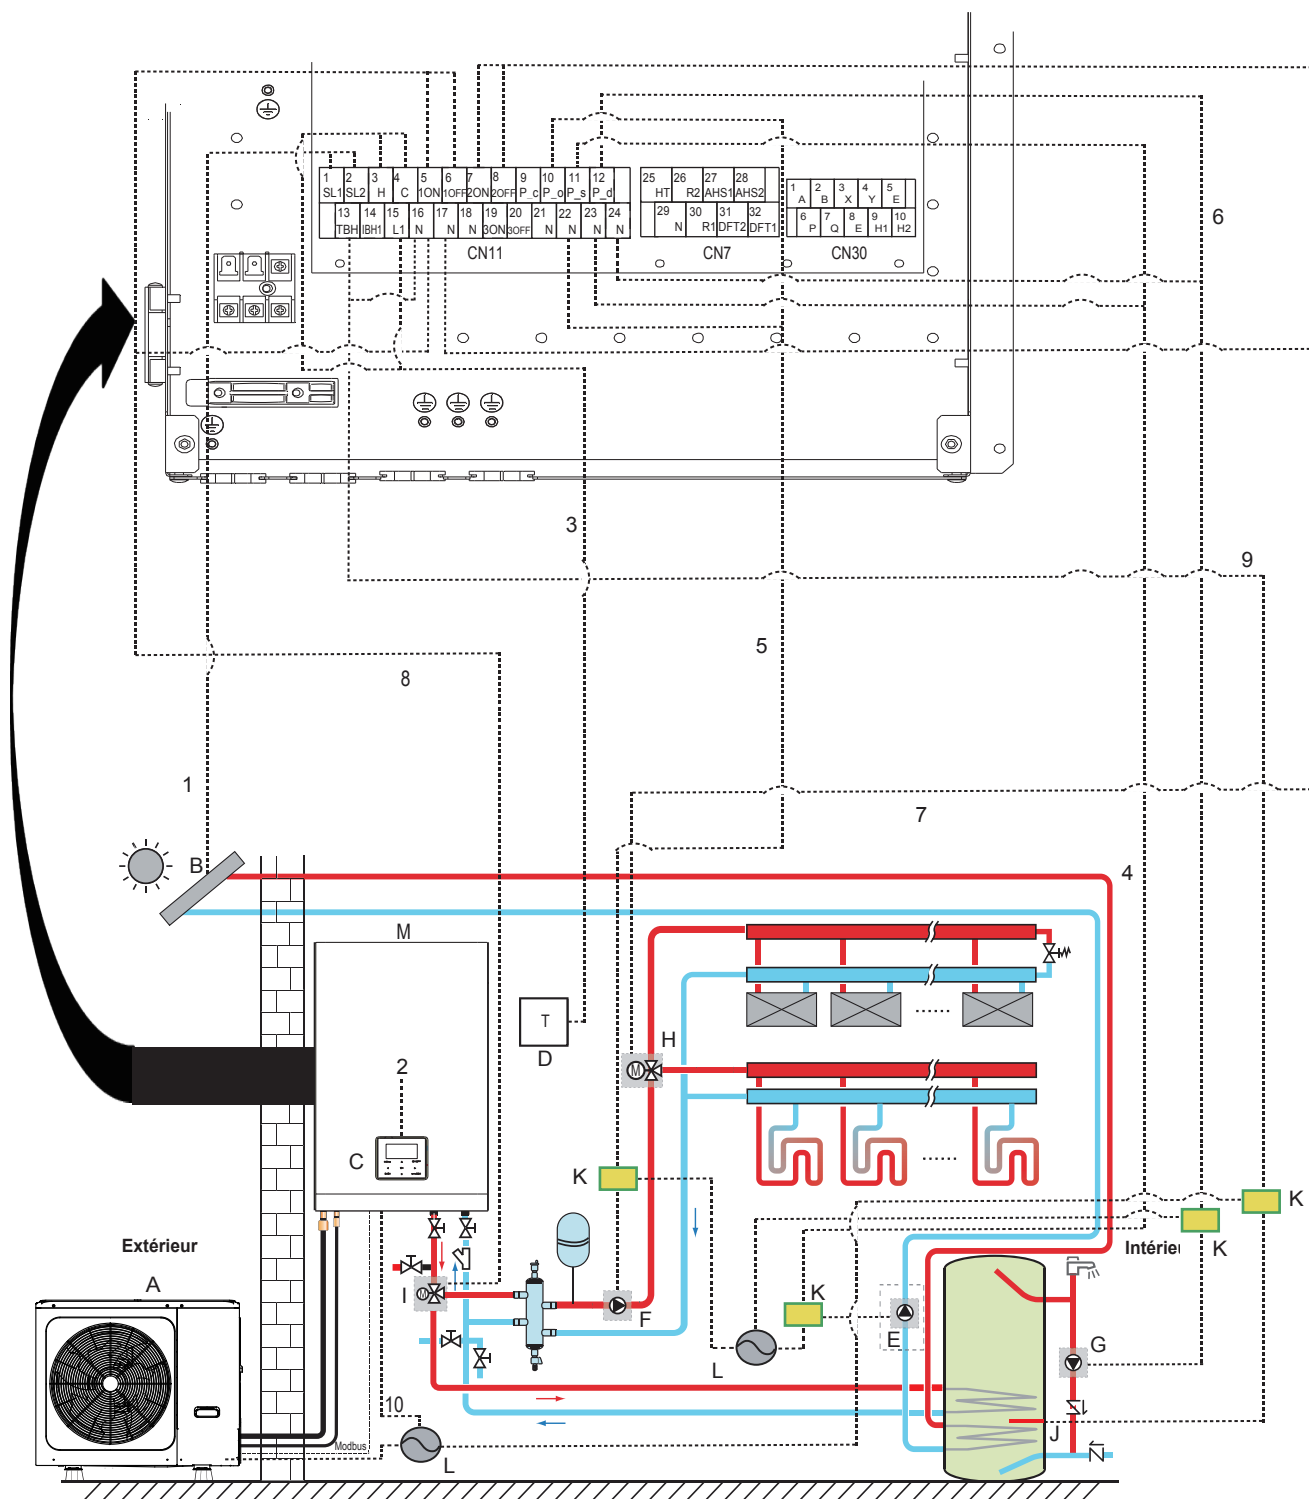 1 2 3 4 5 6 7 8 9 10 11 12
SL1 SL2 H C 1ON 1OFF 2ON 2OFF P_c P_o P_s P_d
13 14 15 16 17 18 19 20 21 22 23 24
TBH IBH1 L1 N N N 3ON 3OFF N N N N
CN11
25 26 27 28
HT R2 AHS1 AHS2
29 30 31 32
N R1 DFT2 DFT1
CN7
1 2 3 4 5
A B X Y E
6 7 8 9 10
P Q E H1 H2
CN30
6
3
9
5
8
1
7
B
4
M
T
D
H
M
2
C
K
K
K
Extérieur
Intérieu
A
I
M
K
F
E
G
L
10
J
Modbus
L